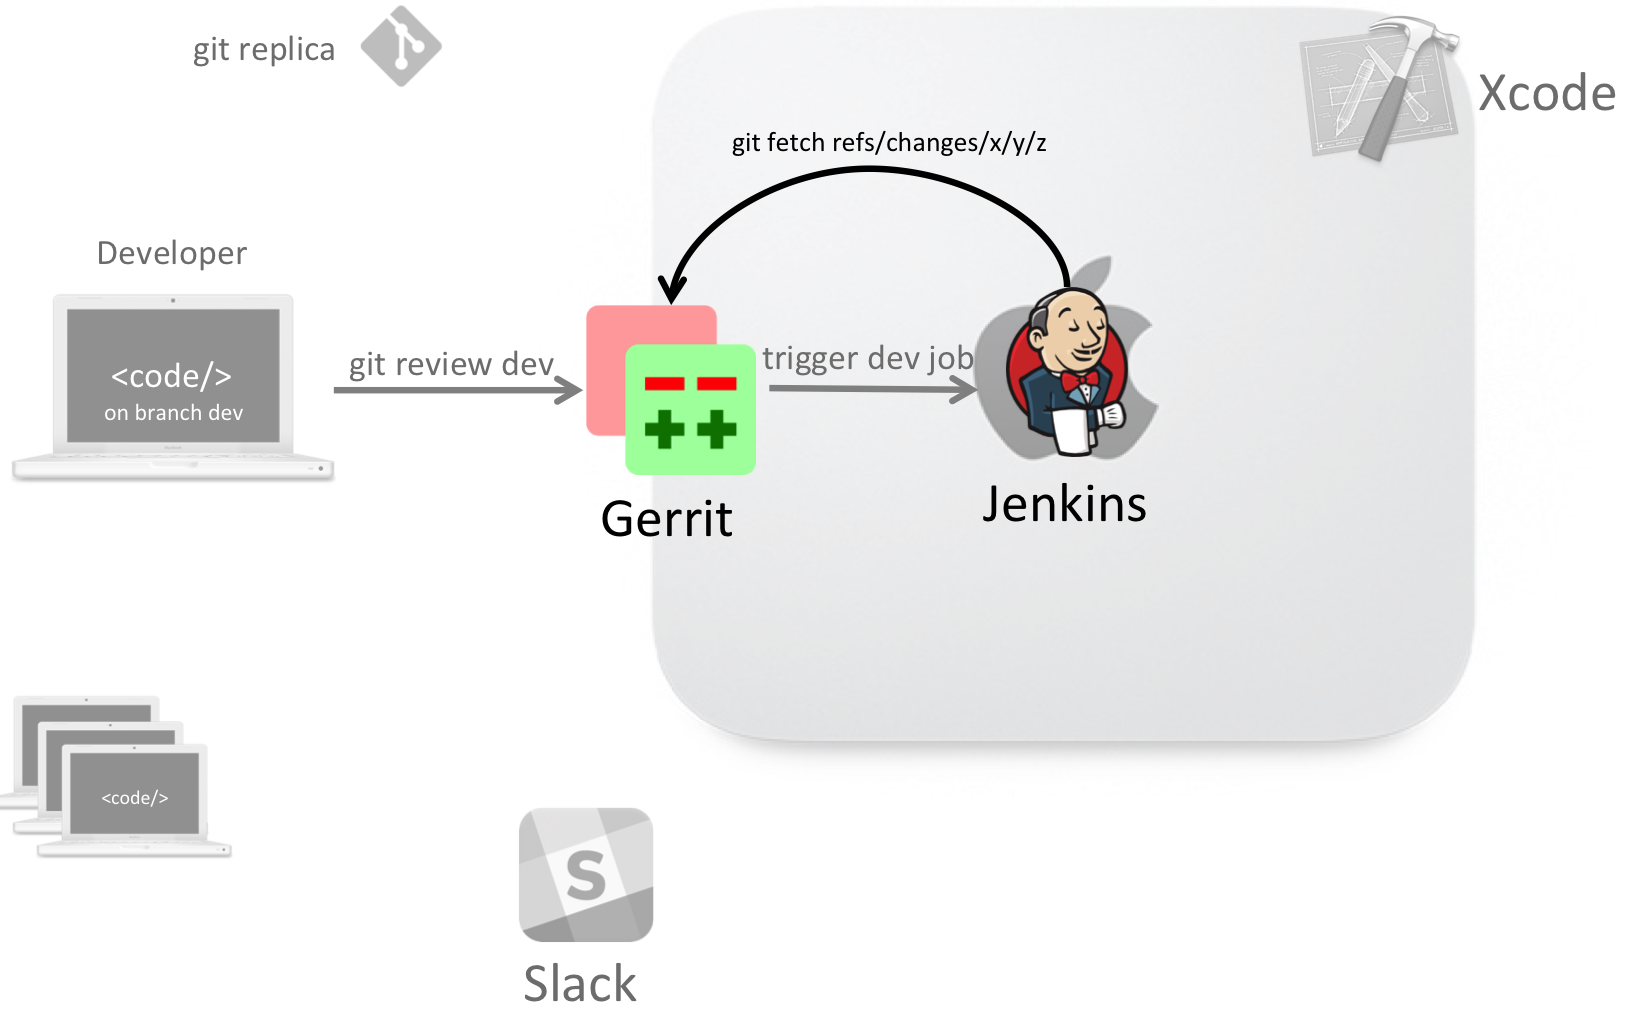 git replica
Xcode
git fetch refs/changes/x/y/z
Developer
<code/>
on branch dev
git review dev
trigger dev job
Gerrit
Jenkins
<code/>
S
Slack